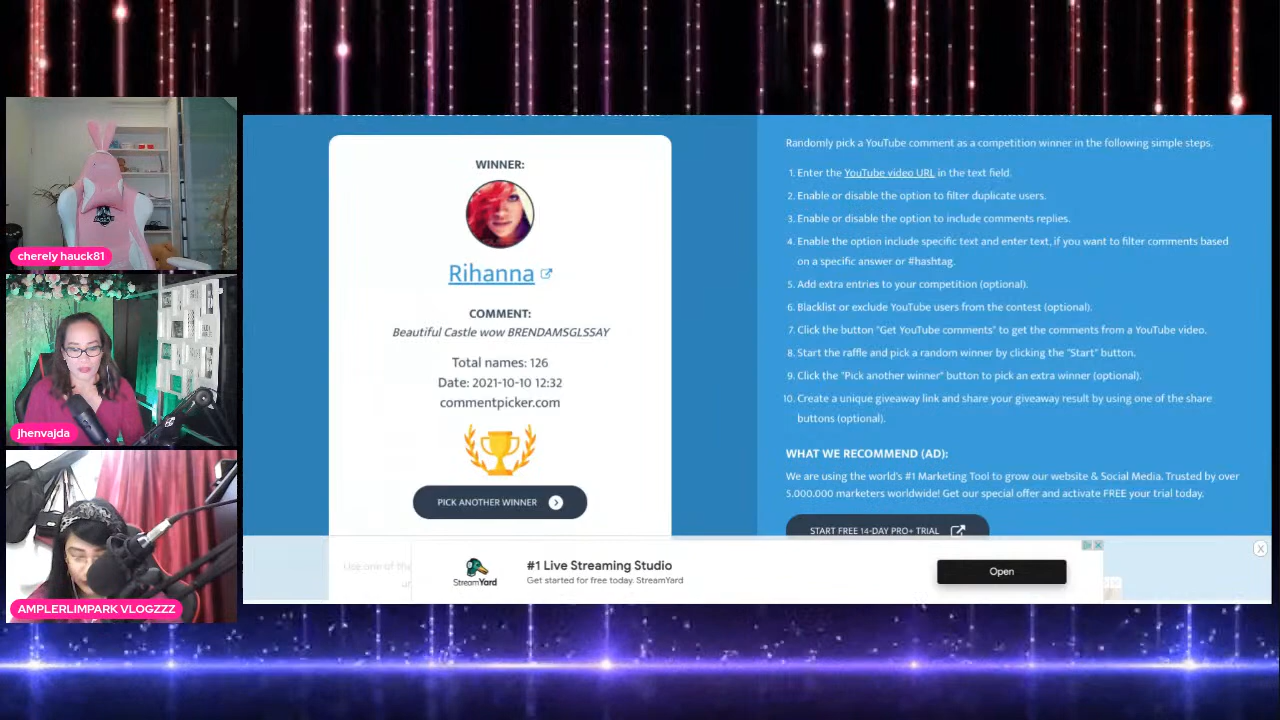 WINNER:
Rihanna
COMMENT:
Beautiful Castle wow BRENDAMSGLSSAY
Total names: 126
Date: 2021-10-10 12:32
commentpicker.com
PICK ANOTHER WINNER
Randomly pick a YouTube comment as a competition winner in the following simple steps.
1. Enter the YouTube video URL in the text field.
2. Enable or disable the option to filter duplicate users.
3. Enable or disable the option to include comments replies.
4. Enable the option include specific text and enter text, if you want to filter comments based
on a specific answer or #hashtag.
5. Add extra entries to your competition (optional).
6. Blacklist or exclude YouTube users from the contest (optional).
7. Click the button "Get YouTube comments" to get the comments from a YouTube video.
8. Start the raffle and pick a random winner by clicking the "Start" button.
9. Click the "Pick another winner" button to pick an extra winner (optional).
10. Create a unique giveaway link and share your giveaway result by using one of the share
buttons (optional).
WHAT WE RECOMMEND (AD):
We are using the world's #1 Marketing Tool to grow our website & Social Media. Trusted by over
5.000.000 marketers worldwide! Get our special offer and activate FREE your trial today.
START FREE 14-DAY PRO+ TRIAL
Use one of the
StreamYard
#1 Live Streaming Studio
Get started for free today. StreamYard
Open
cherely hauck81
jhenvajda
AMPLERLIMPARK VLOGZZZ